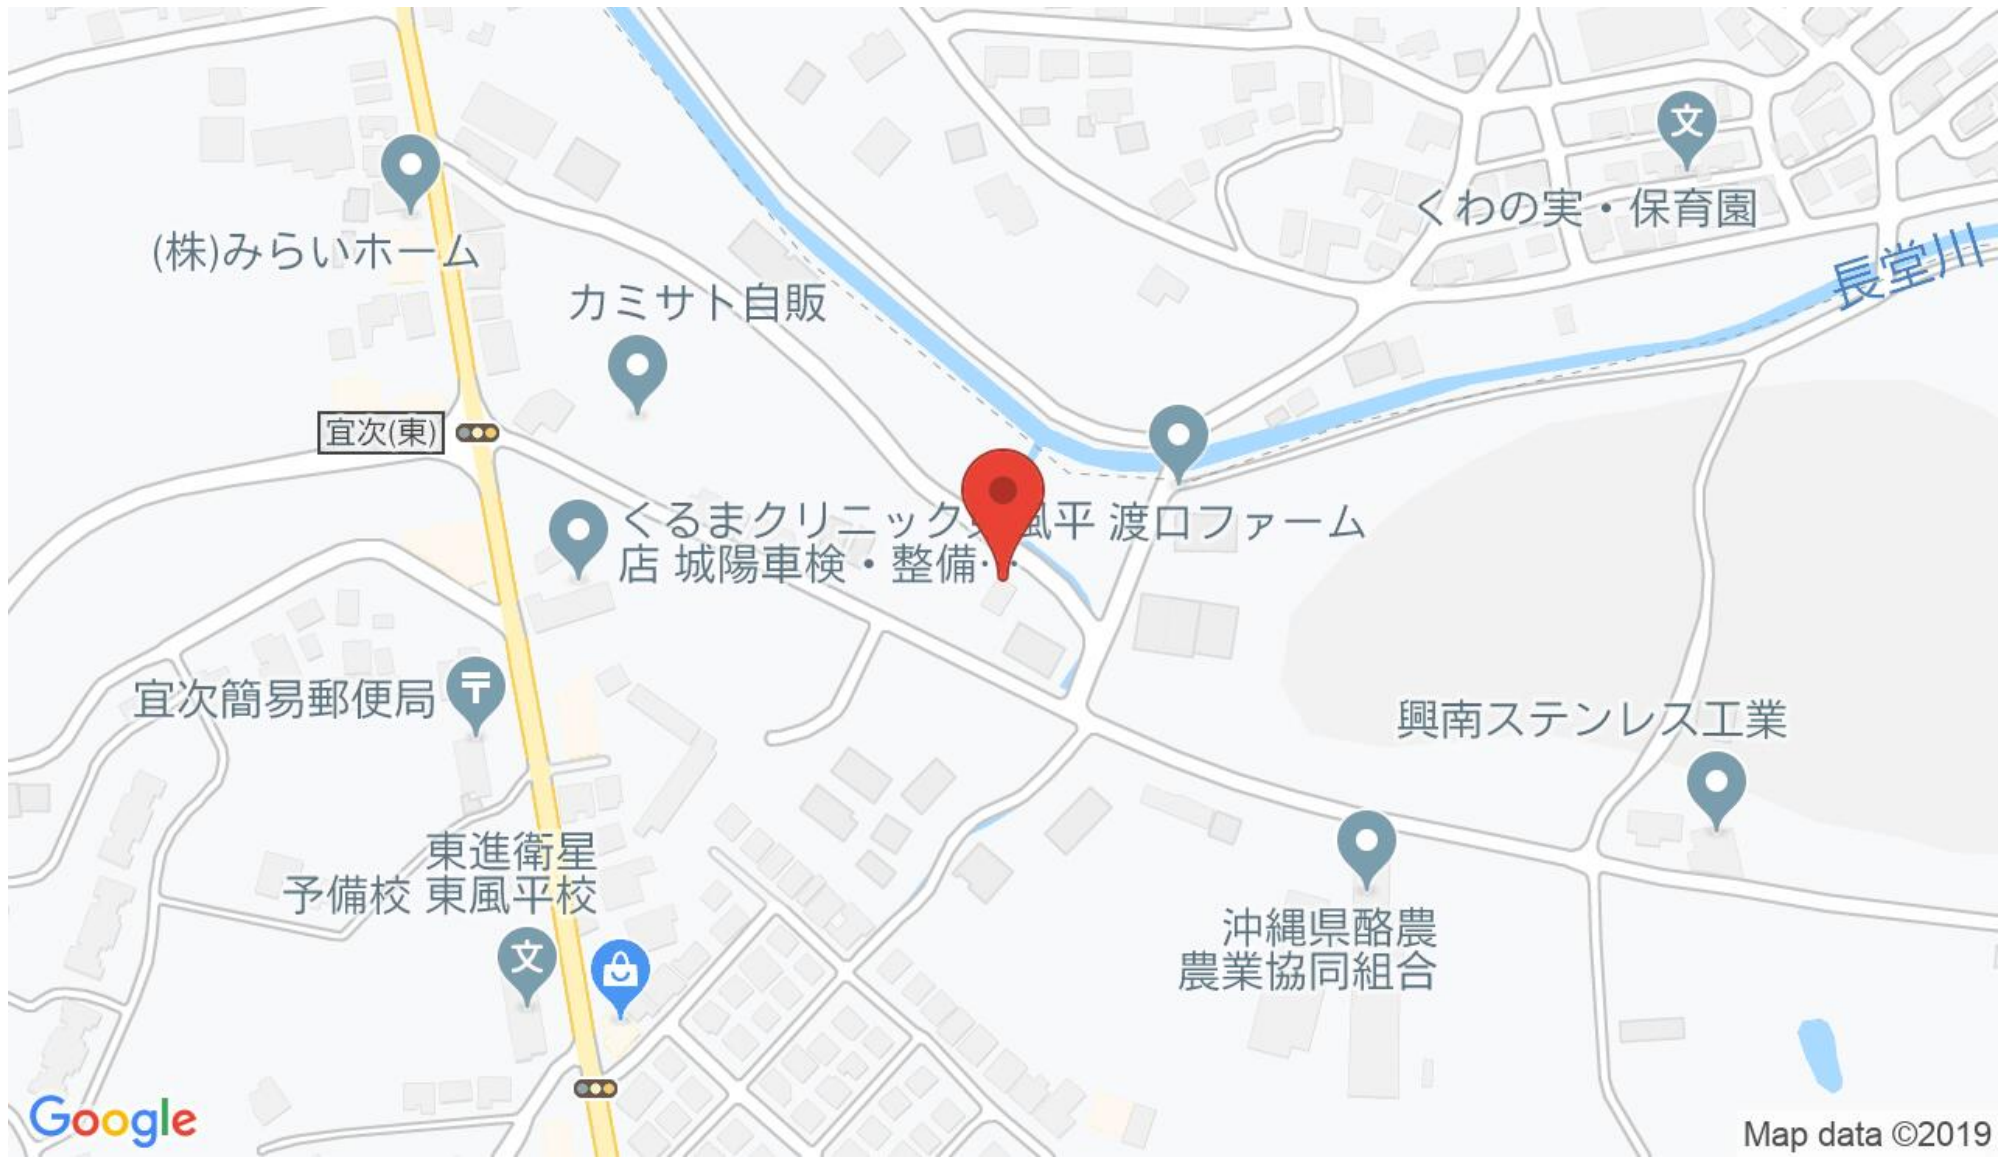 文
くわの実・保育園
長堂川
(株)みらいホーム
カミサト自販
宜次(東)
くるまクリニック
風平
店 城陽車検・整備…
渡口ファーム
宜次簡易郵便局
興南ステンレス工業
東進衛星
予備校 東風平校
文
沖縄県酪農
農業協同組合
Google
Map data ©2019